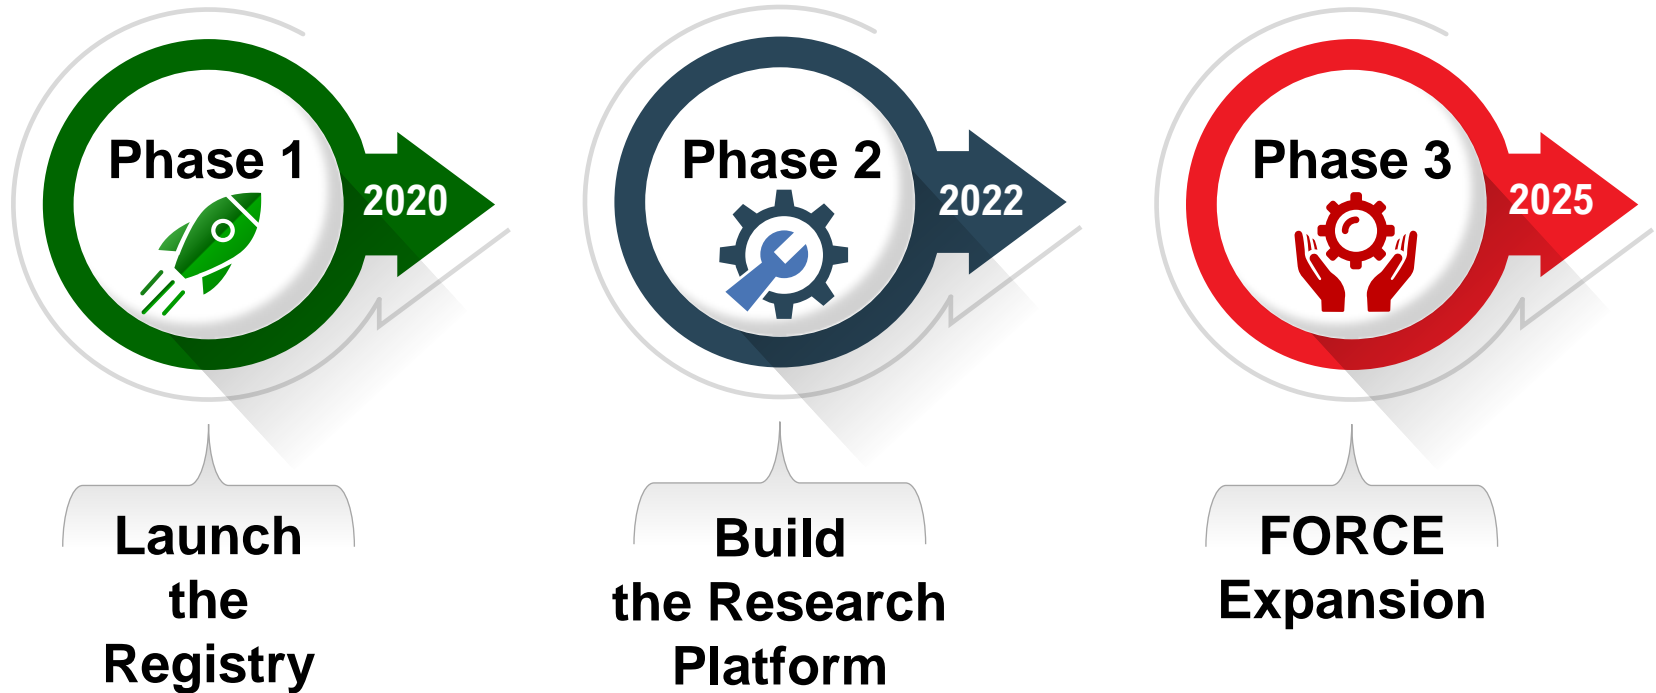 Phase 1
2020
Launch
the
Registry
Phase 2
2022
Build
the Research
Platform
Phase 3
2025
FORCE
Expansion